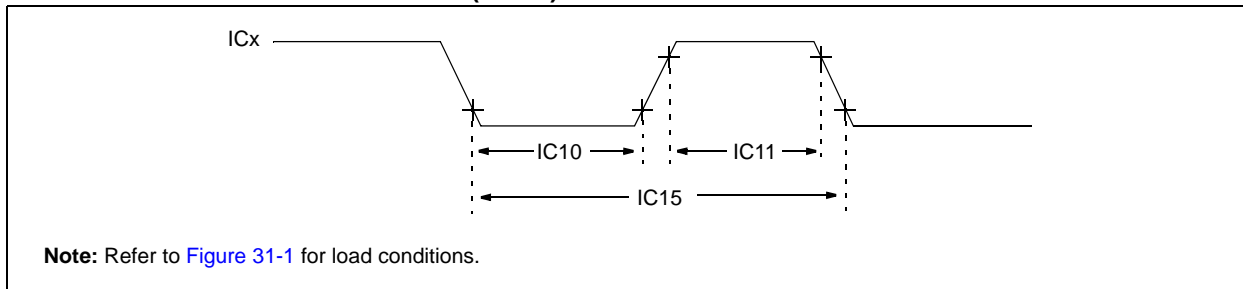 ICx
IC10
IC11
IC15
Note: Refer to Figure 31-1 for load conditions.